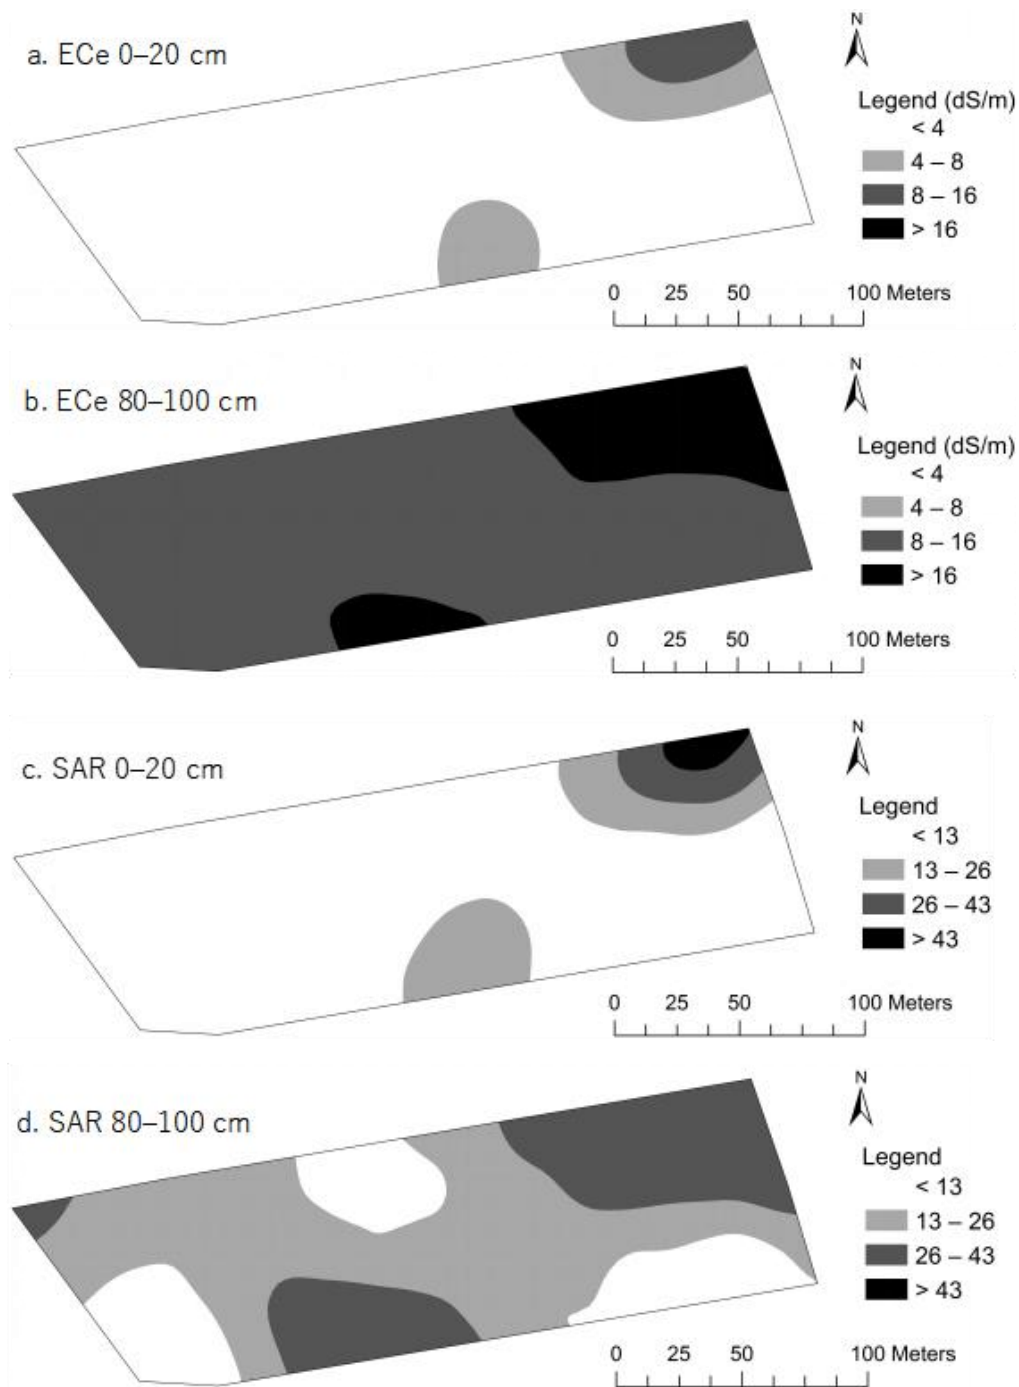 a. ECe 0–20 cm
N
Legend (dS/m)
< 4
4 – 8
8 – 16
> 16
0 25 50 100 Meters
b. ECe 80–100 cm
N
Legend (dS/m)
< 4
4 – 8
8 – 16
> 16
0 25 50 100 Meters
c. SAR 0–20 cm
N
Legend
< 13
13 – 26
26 – 43
> 43
0 25 50 100 Meters
d. SAR 80–100 cm
N
Legend
< 13
13 – 26
26 – 43
> 43
0 25 50 100 Meters